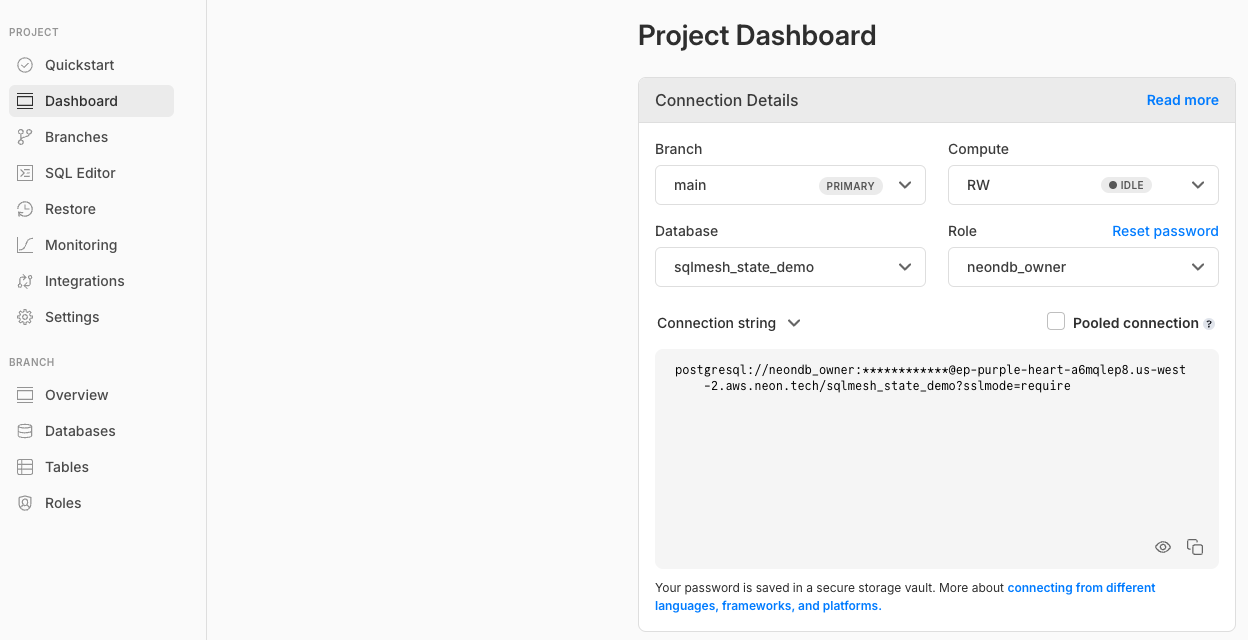 PROJECT
Quickstart
Dashboard
Branches
SQL Editor
Restore
Monitoring
Integrations
Settings
BRANCH
Overview
Databases
Tables
Roles
Project Dashboard
Connection Details
Read more
Branch
Compute
main
PRIMARY
RW
IDLE
Database
Role
Reset password
sqlmesh_state_demo
neondb_owner
Connection string
Pooled connection ?
postgresql://neondb_owner:************@ep-purple-heart-a6mqlep8.us-west
-2.aws.neon.tech/sqlmesh_state_demo?sslmode=require
Your password is saved in a secure storage vault. More about connecting from different
languages, frameworks, and platforms.